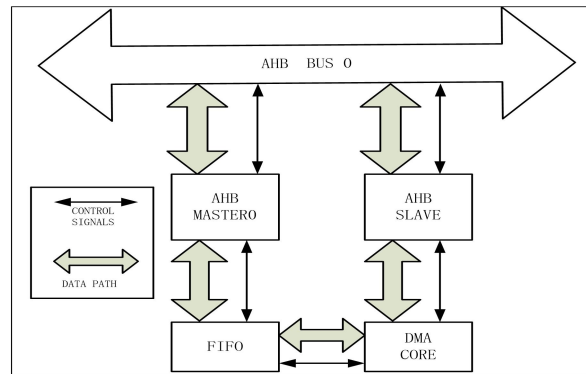 AHB BUS 0
AHB
MASTER0
AHB
SLAVE
CONTROL
SIGNALS
DATA PATH
FIFO
DMA
CORE